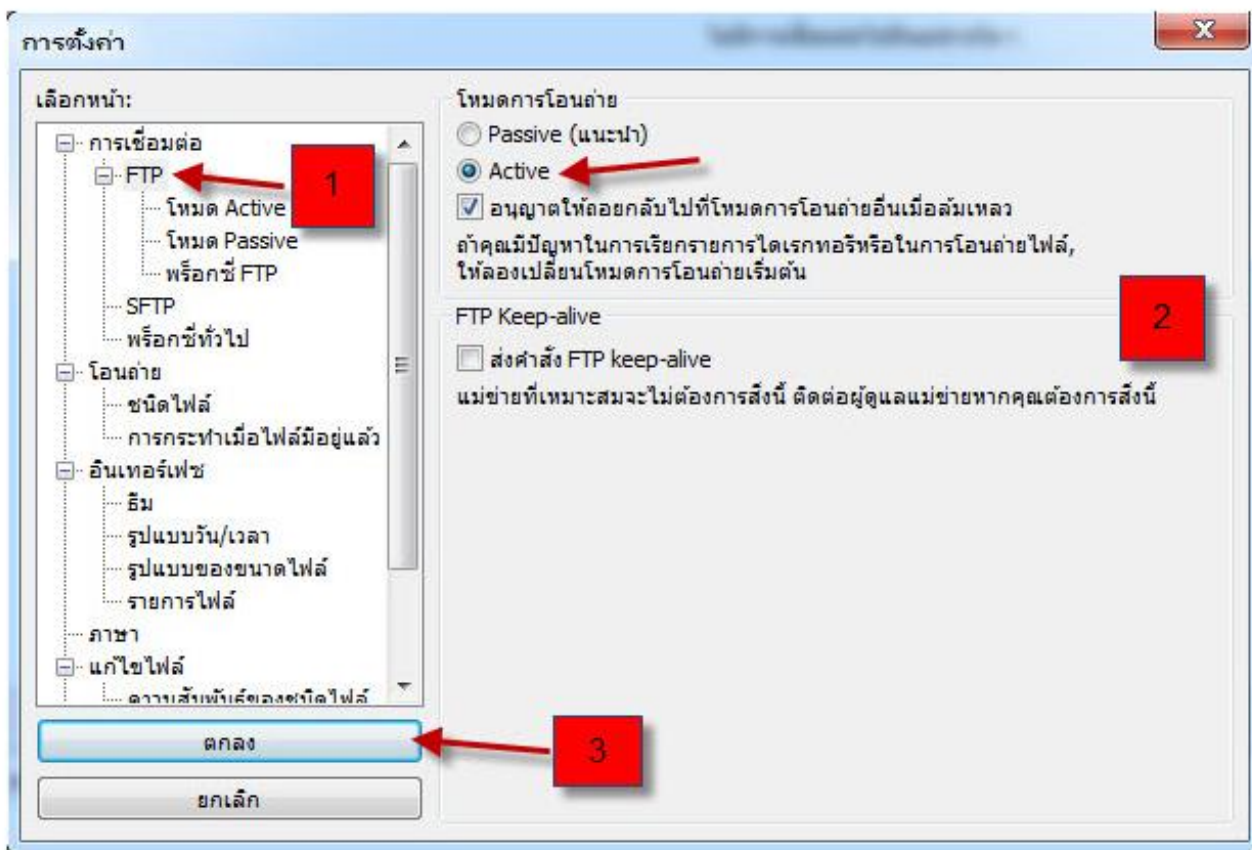 การตั้งค่า
X
เลือกหน้า:
การเชื่อมต่อ
FTP
1
โหมด Active
โหมด Passive
พร็อกซี่ FTP
SFTP
พร็อกซี่ทั่วไป
โอนถ่าย
ชนิดไฟล์
การกระทำเมื่อไฟล์มีอยู่แล้ว
อินเทอร์เฟซ
ธีม
รูปแบบวัน/เวลา
รูปแบบของขนาดไฟล์
รายการไฟล์
ภาษา
แก้ไขไฟล์
ความสัมพันธ์ของชนิดไฟล์
ตกลง
3
ยกเลิก
โหมดการโอนถ่าย
Passive (แนะนำ)
Active
อนุญาตให้ถอยกลับไปที่โหมดการโอนถ่ายอื่นเมื่อล้มเหลว
ถ้าคุณมีปัญหาในการเรียกรายการไดเรกทอรีหรือในการโอนถ่ายไฟล์,
ให้ลองเปลี่ยนโหมดการโอนถ่ายเริ่มต้น
2
FTP Keep-alive
ส่งคำสั่ง FTP keep-alive
แม่ข่ายที่เหมาะสมจะไม่ต้องการสิ่งนี้ ติดต่อผู้ดูแลแม่ข่ายหากคุณต้องการสิ่งนี้